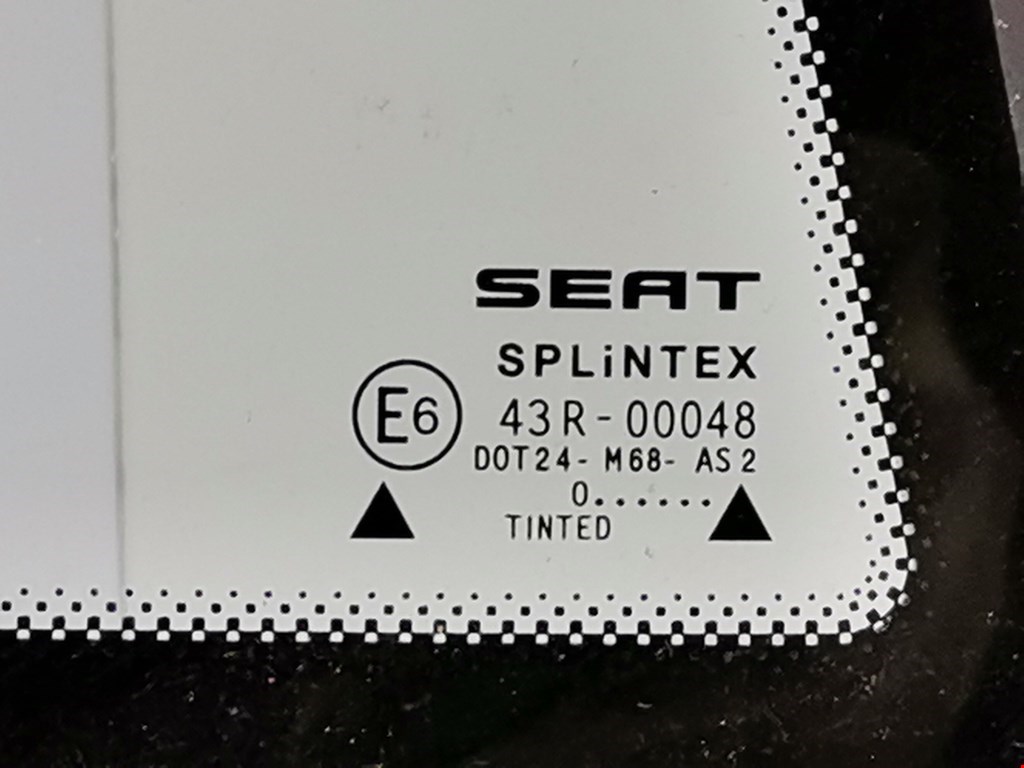 SEAT
SPLiNTEX
E6 43R-00048
DOT24- M68- AS2
0.......
TINTED